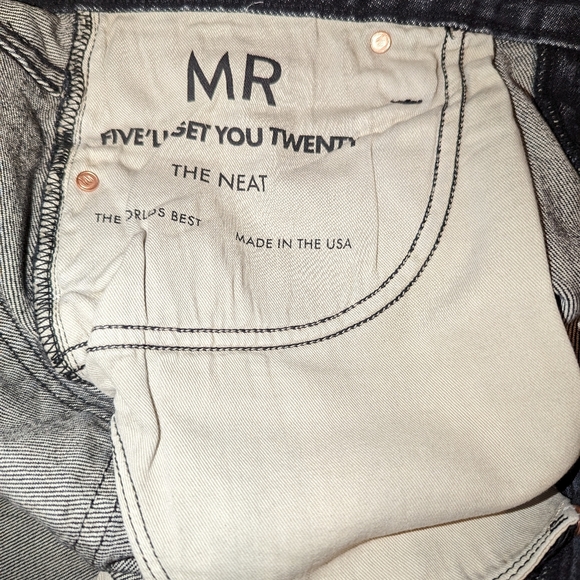 MR
FIVE'LL GET YOU TWENTY
THE NEAT
THE WORLDS BEST
MADE IN THE USA